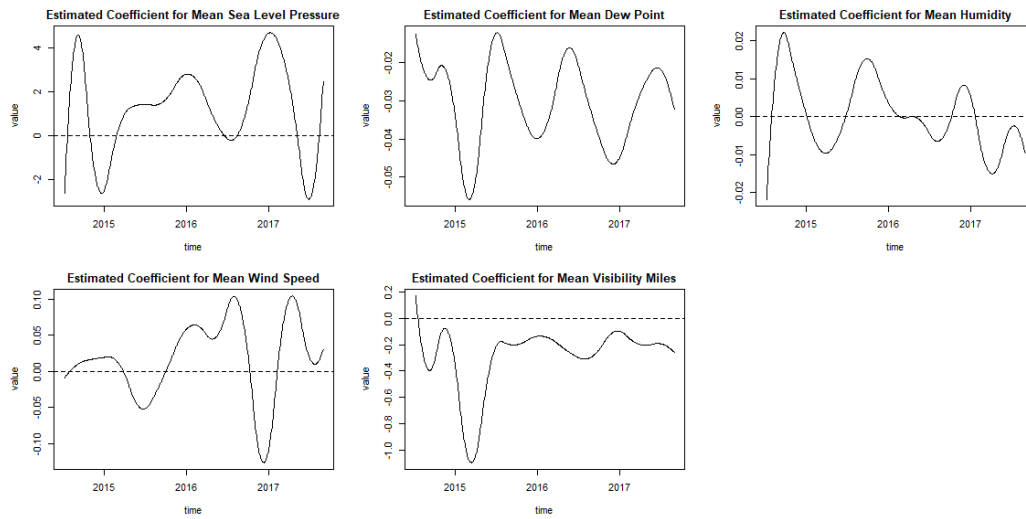 Estimated Coefficient for Mean Sea Level Pressure
value
4
2
0
-2
2015
2016
2017
time
Estimated Coefficient for Mean Dew Point
value
-0.02
-0.03
-0.04
-0.05
2015
2016
2017
time
Estimated Coefficient for Mean Humidity
value
0.02
0.01
0.00
-0.01
-0.02
2015
2016
2017
time
Estimated Coefficient for Mean Wind Speed
value
0.10
0.05
0.00
-0.05
-0.10
2015
2016
2017
time
Estimated Coefficient for Mean Visibility Miles
value
0.2
0.0
-0.2
-0.4
-0.6
-0.8
-1.0
2015
2016
2017
time